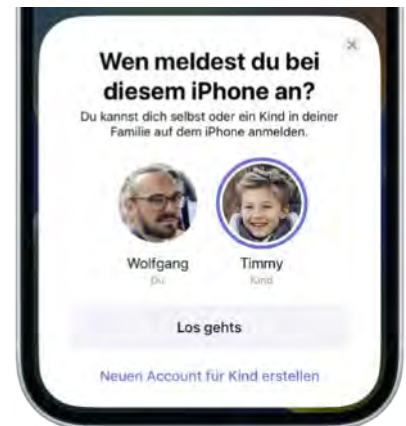 Wen meldest du bei
diesem iPhone an?
Du kannst dich selbst oder ein Kind in deiner
Familie auf dem iPhone anmelden.
Wolfgang
Timmy
Du
Kind
Los gehts
Neuen Account für Kind erstellen